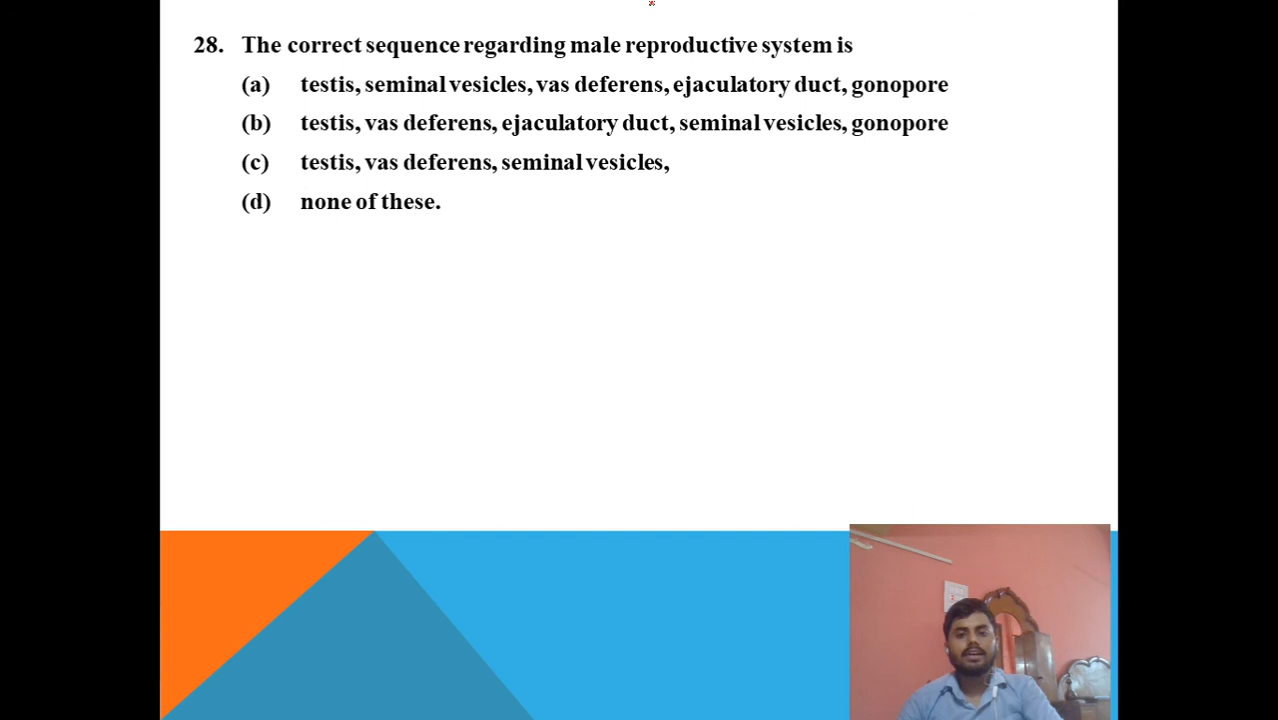 28. The correct sequence regarding male reproductive system is
(a) testis, seminal vesicles, vas deferens, ejaculatory duct, gonopore
(b) testis, vas deferens, ejaculatory duct, seminal vesicles, gonopore
(c) testis, vas deferens, seminal vesicles,
(d) none of these.